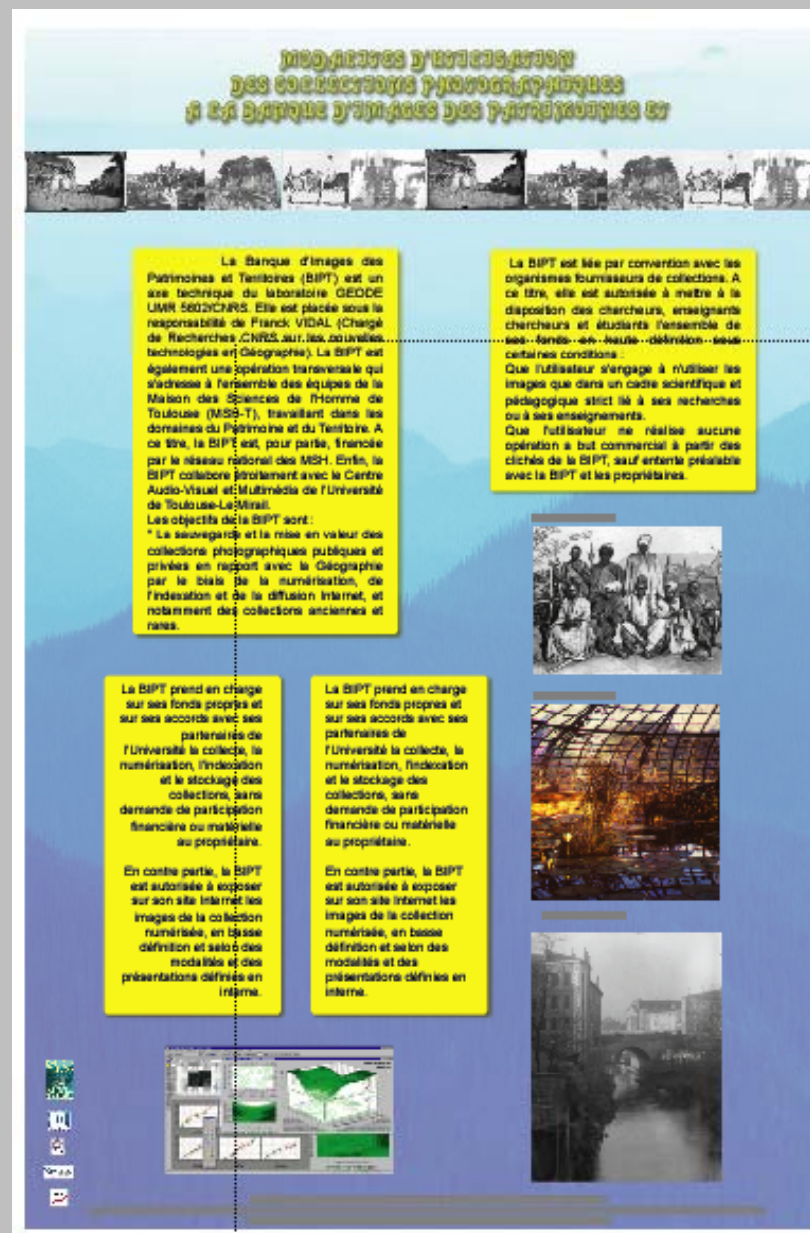 MODALITES D'UTILISATION
DES COLLECTIONS PHOTOGRAPHIQUES
A LA BANQUE D'IMAGES DES PATRIMOINES ET
La Banque d'Images des
Patrimoines et Territoires (BIPT) est un
axe technique du laboratoire GEODE
UMR 5602/CNRS. Elle est placée sous la
responsabilité de Franck VIDAL (Chargé
de Recherches CNRS sur les nouvelles
technologies en Géographie). La BIPT est
également une opération transversale qui
s'adresse à l'ensemble des équipes de la
Maison des Sciences de l'Homme de
Toulouse (MSH-T), travaillant dans les
domaines du Patrimoine et du Territoire. A
ce titre, la BIPT est, pour partie, financée
par le réseau national des MSH. Enfin, la
BIPT collabore étroitement avec le Centre
Audio-Visuel et Multimédia de l'Université
de Toulouse-Le Mirail.
Les objectifs de la BIPT sont :
* La sauvegarde et la mise en valeur des
collections photographiques publiques et
privées en rapport avec la Géographie
par le biais de la numérisation, de
l'indexation et de la diffusion Internet, et
notamment des collections anciennes et
rares.
La BIPT est liée par convention avec les
organismes fournisseurs de collections. A
ce titre, elle est autorisée à mettre à la
disposition des chercheurs, enseignants
chercheurs et étudiants l'ensemble de
ses fonds en haute définition sous
certaines conditions :
Que l'utilisateur s'engage à n'utiliser les
images que dans un cadre scientifique et
pédagogique strict lié à ses recherches
ou à ses enseignements.
Que l'utilisateur ne réalise aucune
opération a but commercial à partir des
clichés de la BIPT, sauf entente préalable
avec la BIPT et les propriétaires.
La BIPT prend en charge
sur ses fonds propres et
sur ses accords avec ses
partenaires de
l'Université la collecte, la
numérisation, l'indexation
et le stockage des
collections, sans
demande de participation
financière ou matérielle
au propriétaire.
En contre partie, la BIPT
est autorisée à exposer
sur son site Internet les
images de la collection
numérisée, en basse
définition et selon des
modalités et des
présentations définies en
interne.
La BIPT prend en charge
sur ses fonds propres et
sur ses accords avec ses
partenaires de
l'Université la collecte, la
numérisation, l'indexation
et le stockage des
collections, sans
demande de participation
financière ou matérielle
au propriétaire.
En contre partie, la BIPT
est autorisée à exposer
sur son site Internet les
images de la collection
numérisée, en basse
définition et selon des
modalités et des
présentations définies en
interne.